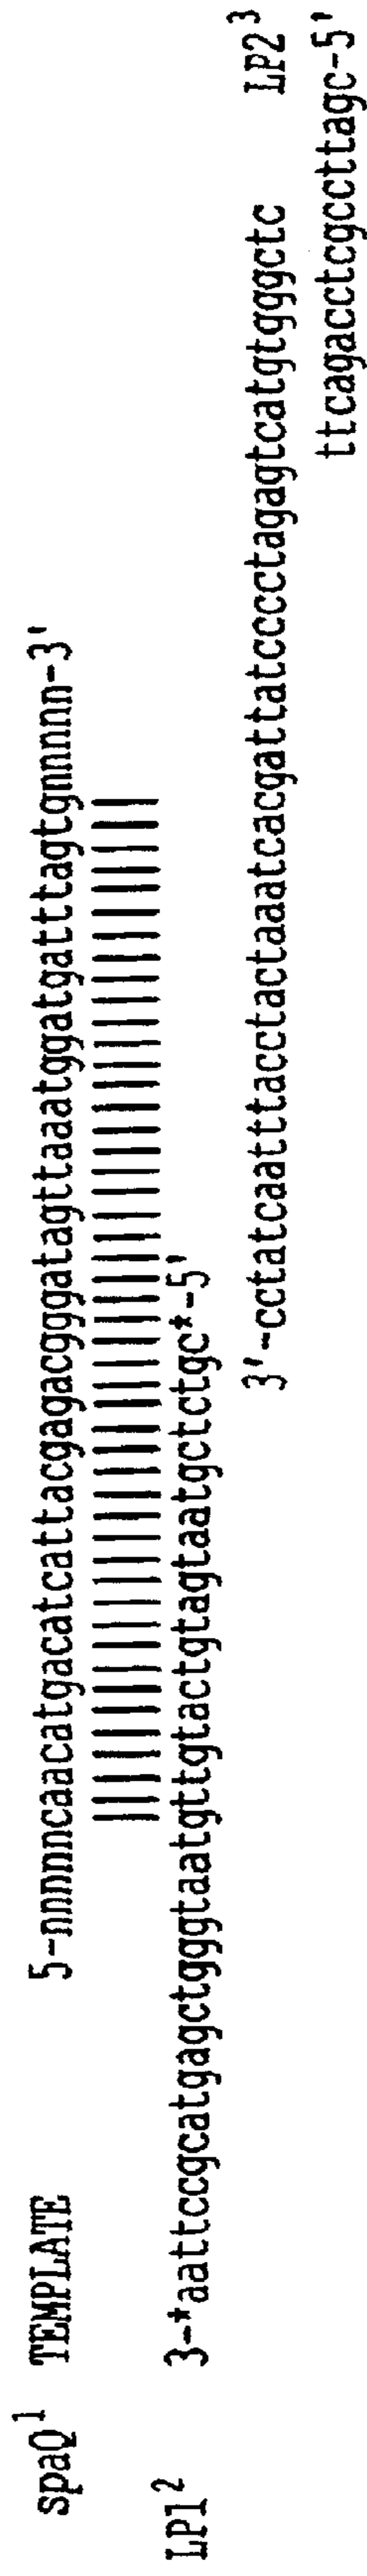 spaQ¹ TEMPLATE 5-nnnnncaacatgacatcattacgagacgggatagttaaatggatgatttagtgnnnnn-3'
LP1² 3-*aattccgcatgagctgggtaatgttgtactgtagtaatgctctgc*-5'
3'-cctatcaatttacctactaaatcacgattatcccctagagtcatgtgggctc LP2³
ttcagacctcgccttagc-5'